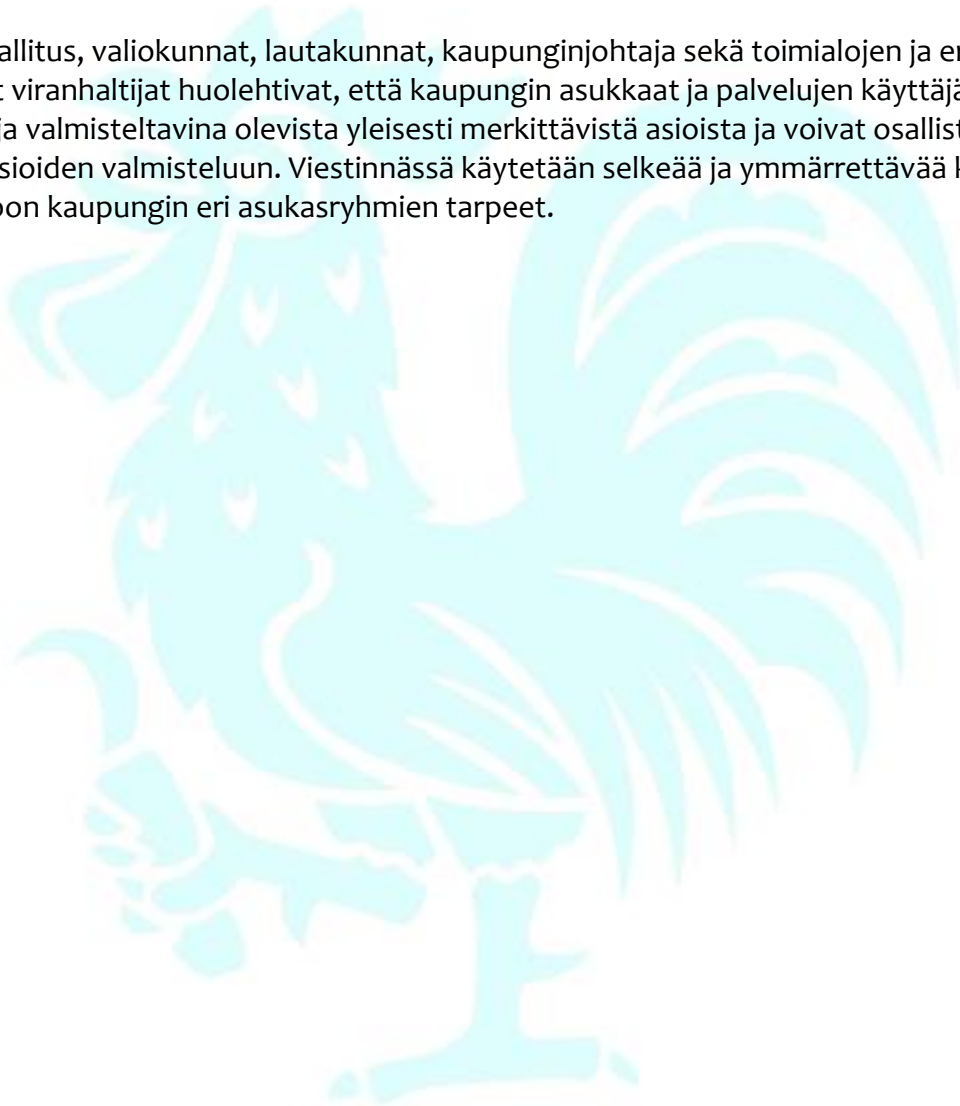 allitus, valiokunnat, lautakunnat, kaupunginjohtaja sekä toimialojen ja er
t viranhaltijat huolehtivat, että kaupungin asukkaat ja palvelujen käyttäjä
ja valmisteltavina olevista yleisesti merkittävistä asioista ja voivat osallist
sioiden valmisteluun. Viestinnässä käytetään selkeää ja ymmärrettävää k
oon kaupungin eri asukasryhmien tarpeet.